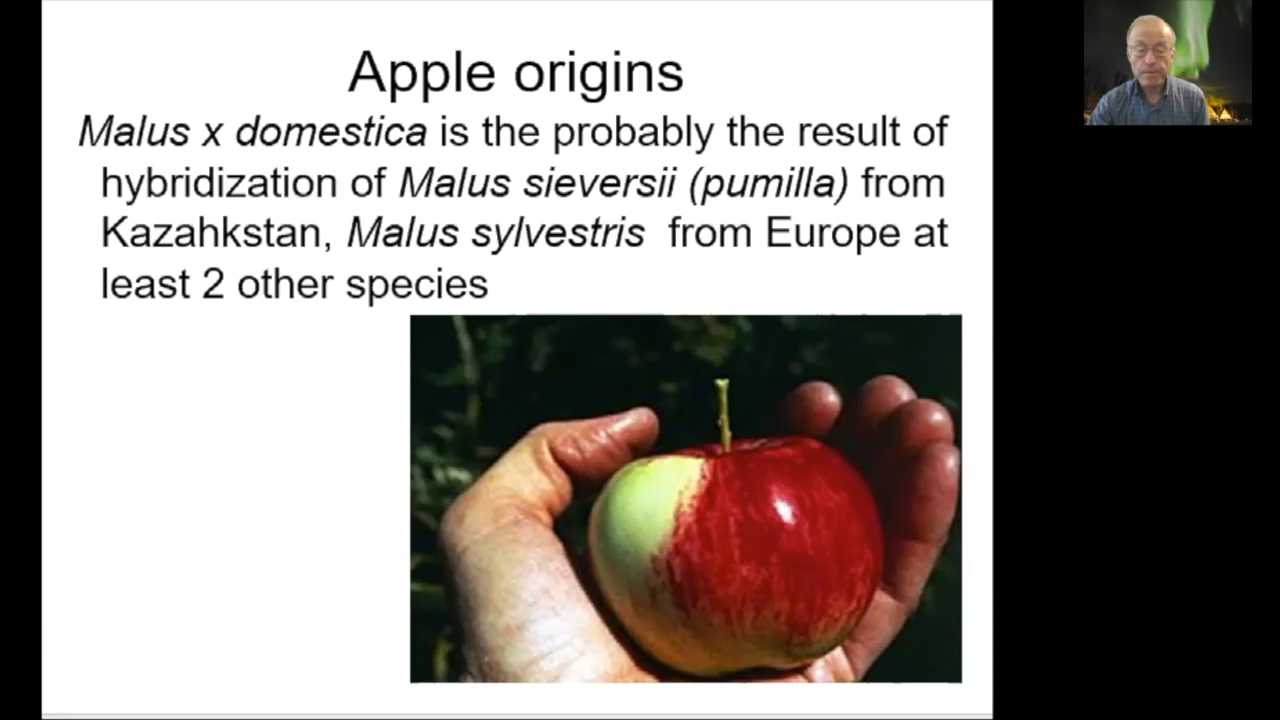 Apple origins
Malus x domestica is the probably the result of
hybridization of Malus sieversii (pumilla) from
Kazahkstan, Malus sylvestris from Europe at
least 2 other species